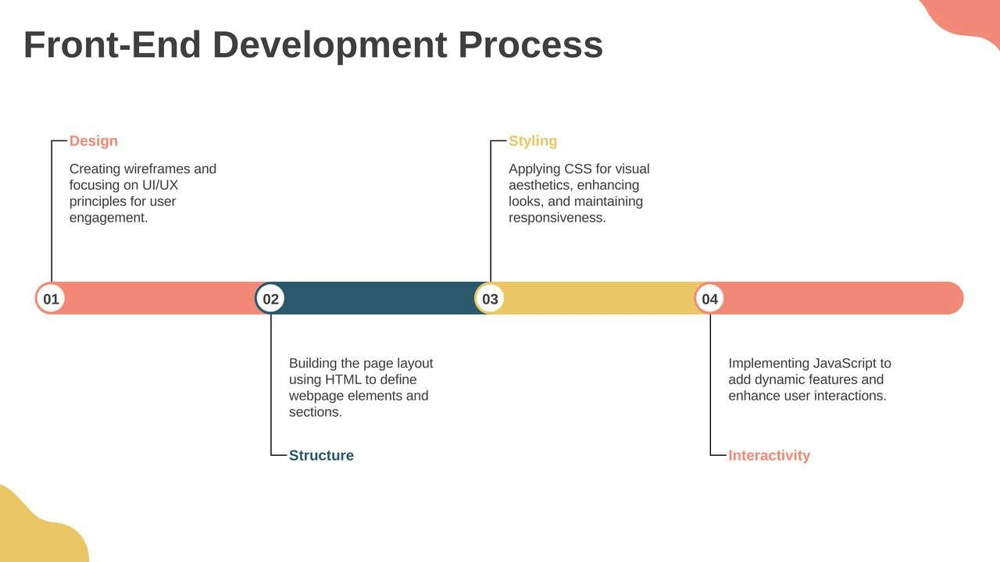 Front-End Development Process
Design
Creating wireframes and
focusing on UI/UX
principles for user
engagement.
Styling
Applying CSS for visual
aesthetics, enhancing
looks, and maintaining
responsiveness.
01
02
03
04
Building the page layout
using HTML to define
webpage elements and
sections.
Structure
Implementing JavaScript to
add dynamic features and
enhance user interactions.
Interactivity